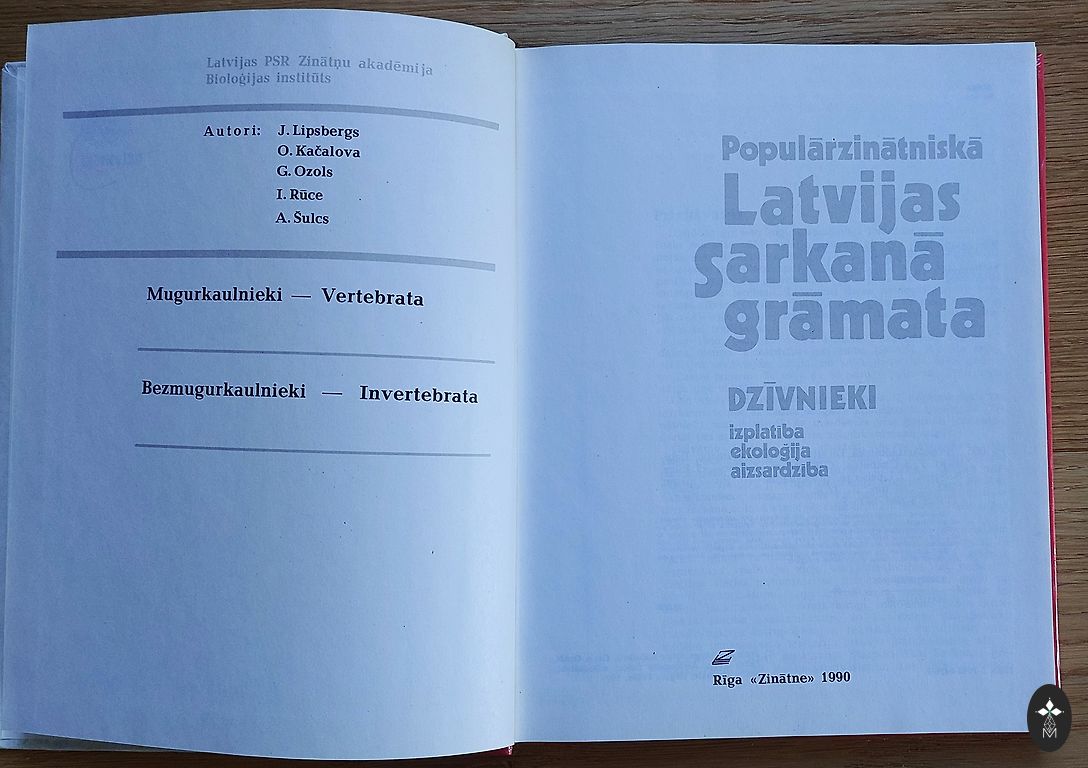 Latvijas PSR Zinātņu akadēmija
Bioloģijas institūts
Autori: J. Lipsbergs
O. Kačalova
G. Ozols
I. Rūce
A. Šulcs
Mugurkaulnieki — Vertebrata
Bezmugurkaulnieki — Invertebrata
Populārzinātniskā
Latvijas
sarkanā
grāmata
DZĪVNIEKI
izplatība
ekoloģija
aizsardzība
Rīga «Zinātne» 1990